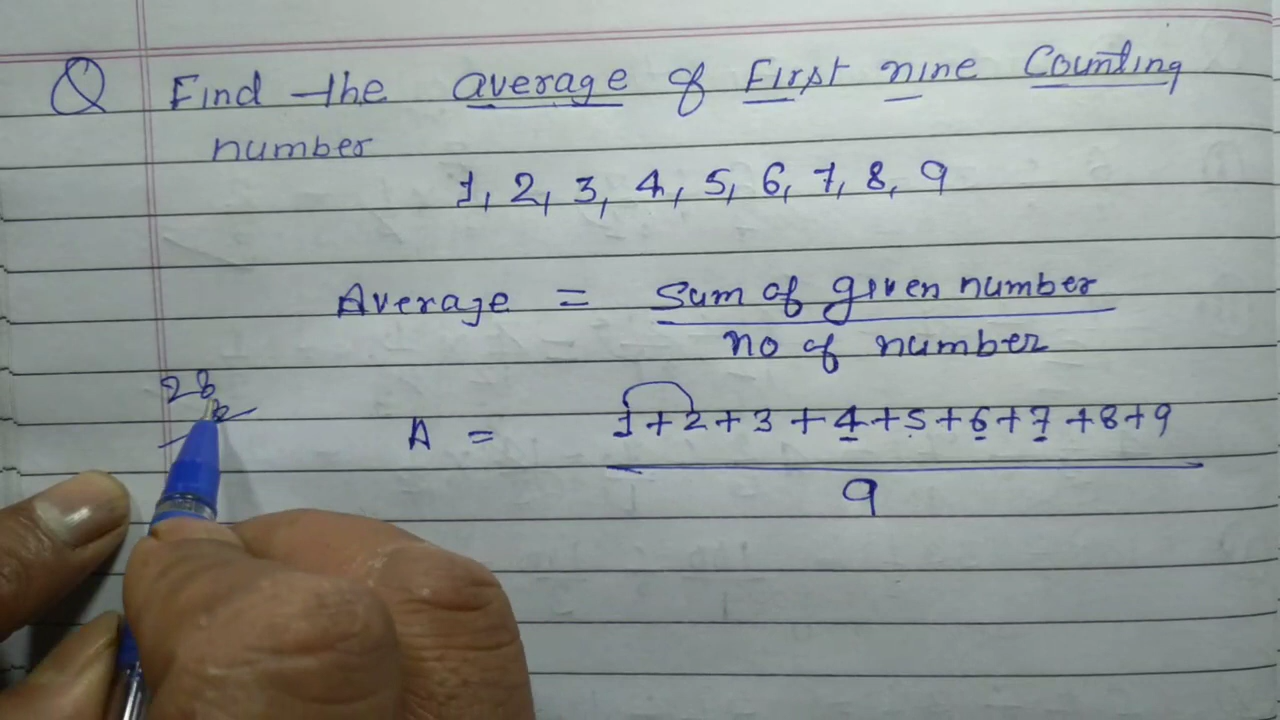 Q Find the average of First nine Counting
number
1, 2, 3, 4, 5, 6, 7, 8, 9
Average = Sum of given number
no of number
28
A = 1+2+3+4+5+6+7+8+9
9